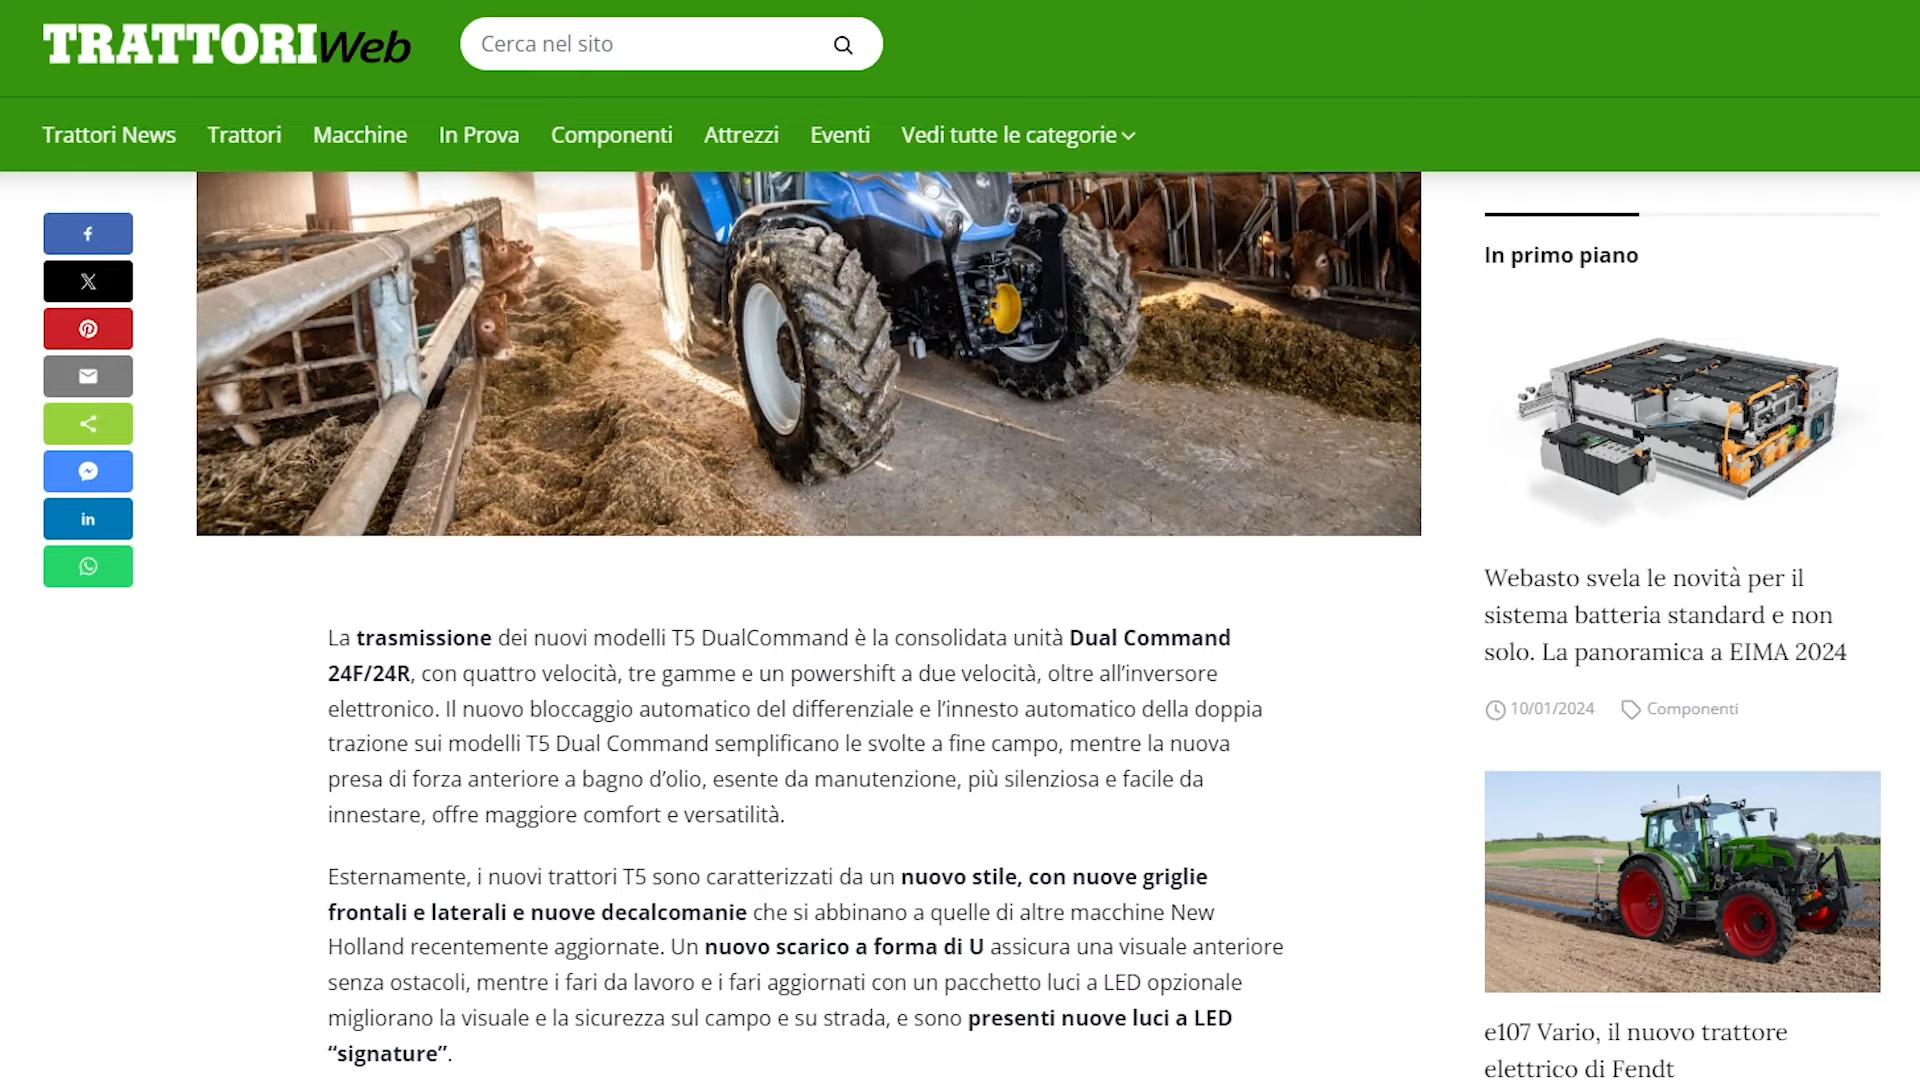 TRATTORIWeb
Cerca nel sito
Trattori News
Trattori
Macchine
In Prova
Componenti
Attrezzi
Eventi
Vedi tutte le categorie
In primo piano
La trasmissione dei nuovi modelli T5 DualCommand è la consolidata unità Dual Command
24F/24R, con quattro velocità, tre gamme e un powershift a due velocità, oltre all’inversore
elettronico. Il nuovo bloccaggio automatico del differenziale e l’innesto automatico della doppia
trazione sui modelli T5 Dual Command semplificano le svolte a fine campo, mentre la nuova
presa di forza anteriore a bagno d’olio, esente da manutenzione, più silenziosa e facile da
innestare, offre maggiore comfort e versatilità.
Esternamente, i nuovi trattori T5 sono caratterizzati da un nuovo stile, con nuove griglie
frontali e laterali e nuove decalcomanie che si abbinano a quelle di altre macchine New
Holland recentemente aggiornate. Un nuovo scarico a forma di U assicura una visuale anteriore
senza ostacoli, mentre i fari da lavoro e i fari aggiornati con un pacchetto luci a LED opzionale
migliorano la visuale e la sicurezza sul campo e su strada, e sono presenti nuove luci a LED
“signature”.
Webasto svela le novità per il
sistema batteria standard e non
solo. La panoramica a EIMA 2024
10/01/2024
Componenti
e107 Vario, il nuovo trattore
elettrico di Fendt